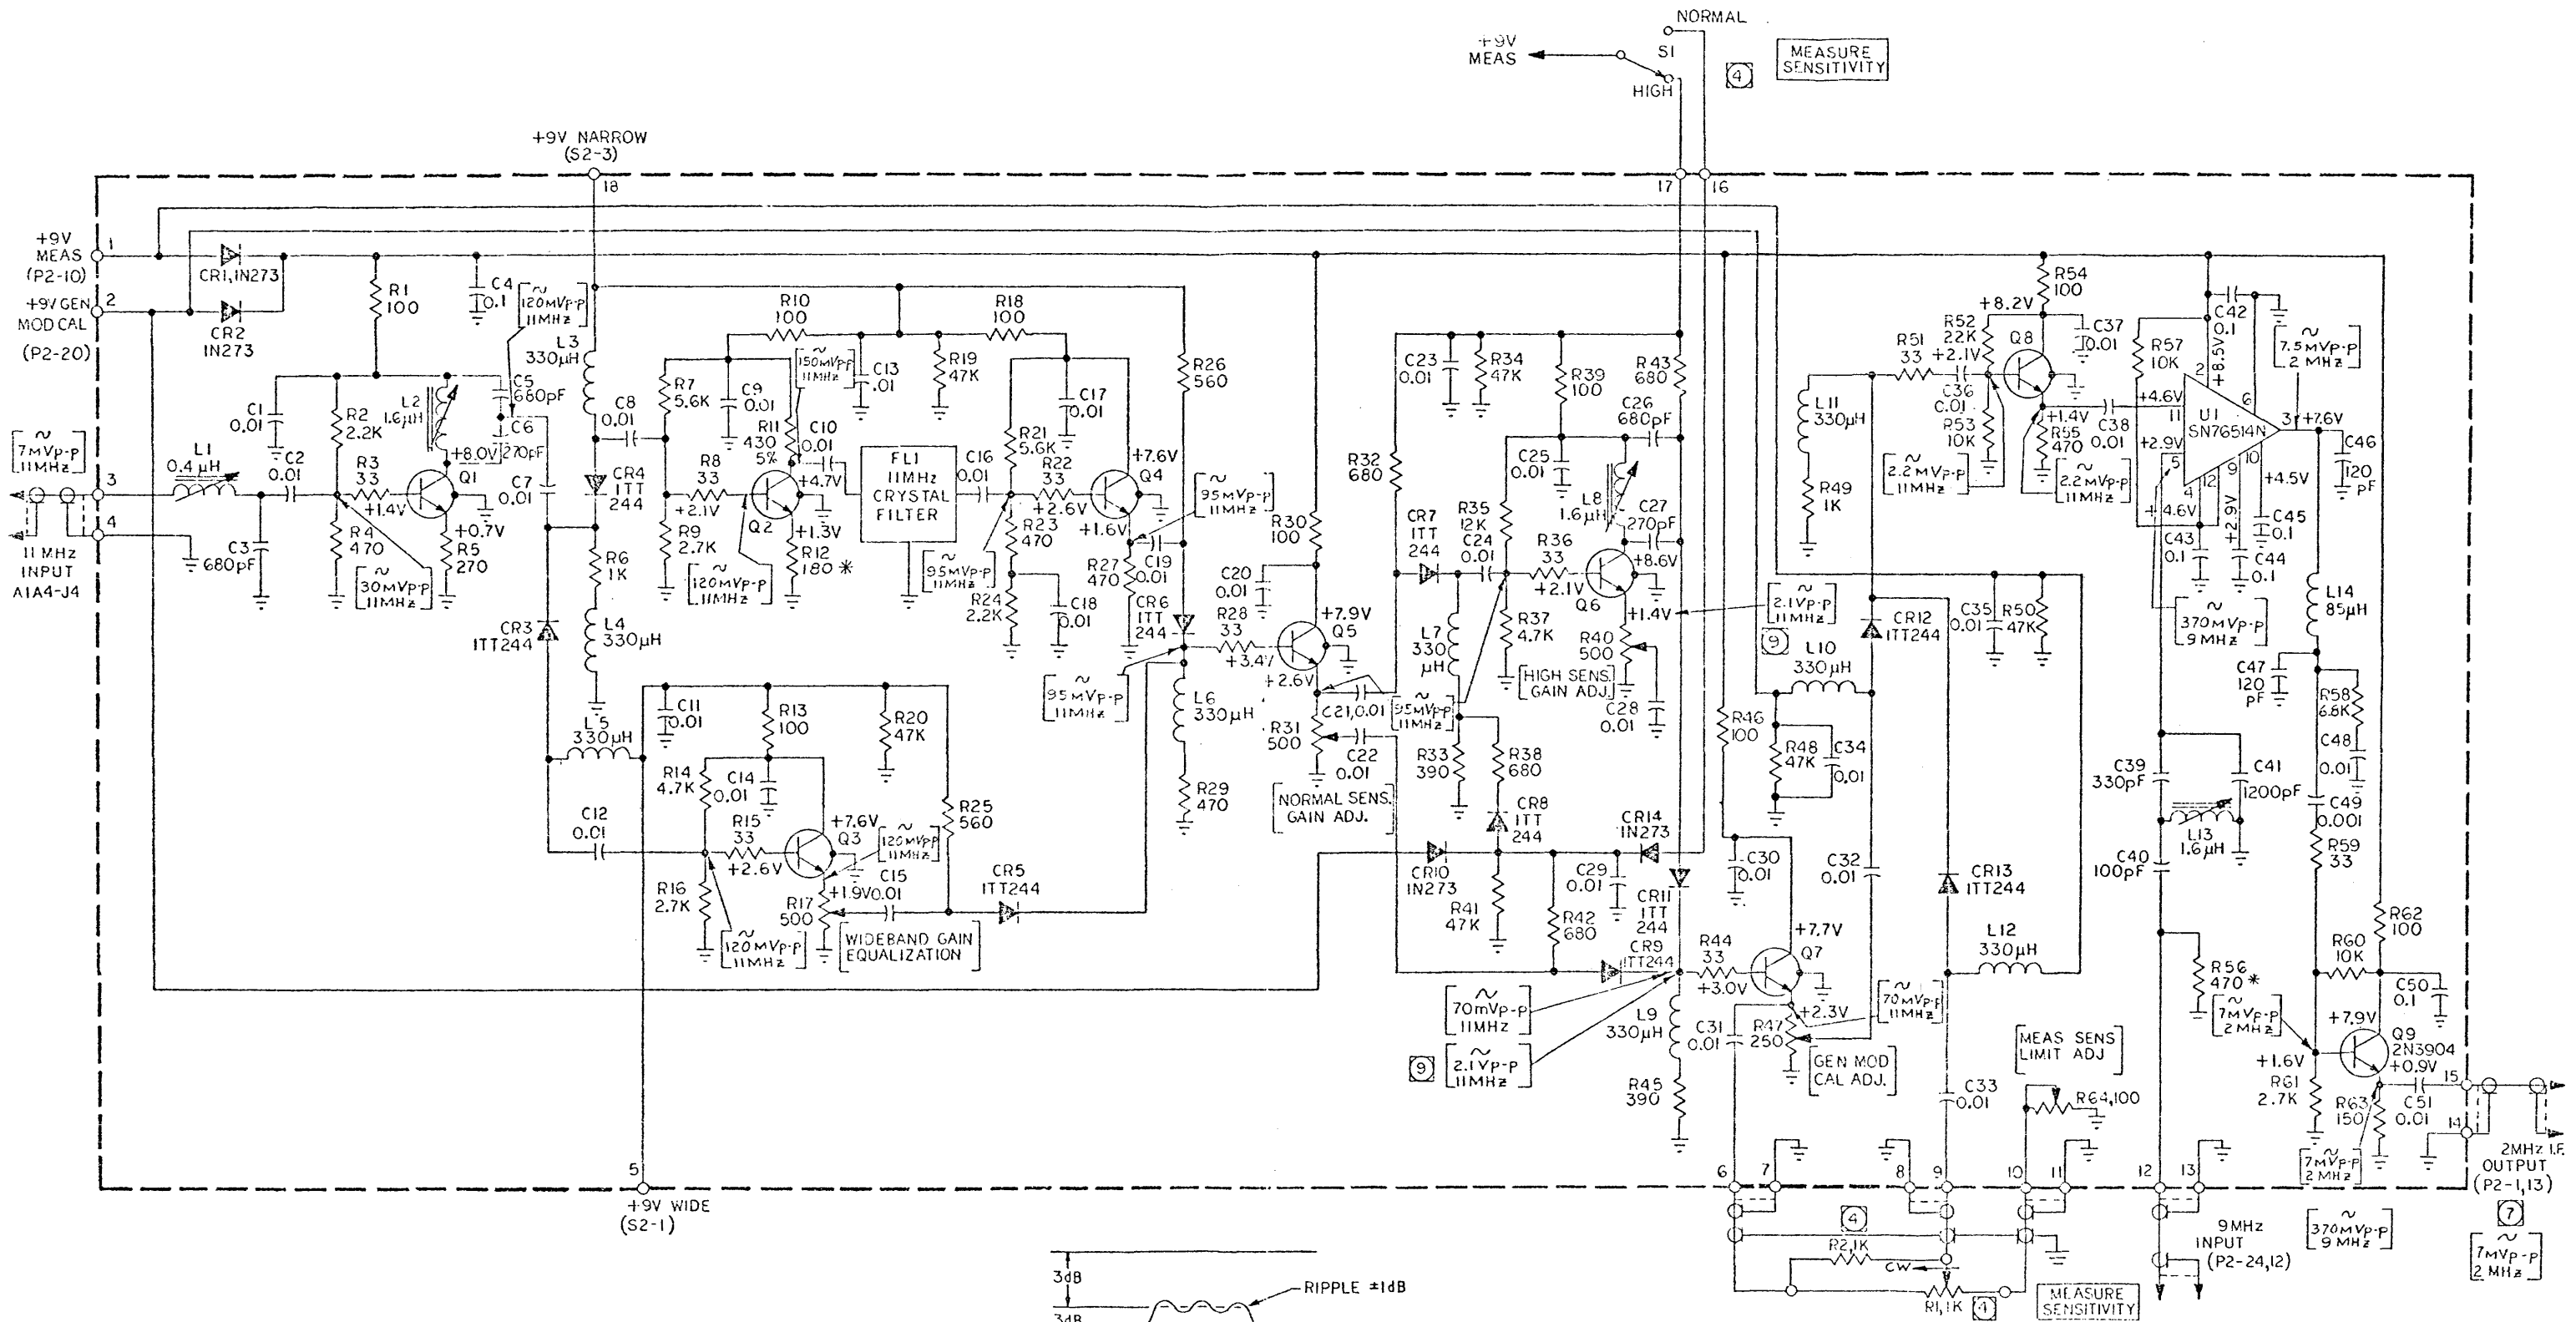 NORMAL
+9V
MEAS
S1
HIGH
4
MEASURE
SENSITIVITY
+9V NARROW
(S2-3)
18
17
16
+9V
MEAS
(P2-10)
1
CR1,1N273
+9V GEN
MOD CAL
(P2-20)
2
CR2
1N273
R1
100
C4
0.1
~
120MVP-P
11MHz
C5
680pF
L2
1.6µH
C6
270pF
+8.0V
C1
0.01
R2
2.2K
~
7MVP-P
11MHz
L1
0.4µH
C2
0.01
R3
33
+1.4V
Q1
+0.7V
3
4
11 MHz
INPUT
A1A4-J4
C3
680pF
R4
470
R5
270
~
30MVP-P
11MHz
C7
0.01
L3
330µH
C8
0.01
CR4
ITT
244
R6
1K
CR3
ITT244
L4
330µH
L5
330µH
R7
5.6K
C9
0.01
R10
100
~
150MVP-P
11MHz
C13
.01
R11
430
5%
C10
0.01
R8
33
+2.1V
+4.7V
Q2
+1.3V
R9
2.7K
R12
180 *
~
120MVP-P
11MHz
FL1
11MHz
CRYSTAL
FILTER
R18
100
R19
47K
C17
0.01
R21
5.6K
C16
0.01
R22
33
+2.6V
+7.6V
Q4
+1.6V
R23
470
~
95MVP-P
11MHz
R24
2.2K
C18
0.01
R27
470
C19
0.01
~
95MVP-P
11MHz
R26
560
CR6
ITT
244
~
95MVP-P
11MHz
L6
330µH
R29
470
R28
33
+3.4V
C20
0.01
R30
100
+7.9V
Q5
+2.6V
C21,0.01
R31
500
C22
0.01
NORMAL SENS.
GAIN ADJ.
C11
0.01
R13
100
R20
47K
R14
4.7K
C14
0.01
C12
0.01
R15
33
+2.6V
+7.6V
Q3
~
120MVP-P
11MHz
+1.9V
C15
0.01
R16
2.7K
R17
500
~
120MVP-P
11MHz
WIDEBAND GAIN
EQUALIZATION
R25
560
CR5
ITT244
C23
0.01
R34
47K
R39
100
R43
680
R32
680
C26
680pF
C25
0.01
L8
1.6µH
C27
270pF
+8.6V
CR7
ITT
244
R35
12K
C24
0.01
R36
33
+2.1V
Q6
+1.4V
~
2.1VP-P
11MHz
9
L7
330
µH
R37
4.7K
R40
500
HIGH SENS.
GAIN ADJ.
C28
0.01
~
95MVP-P
11MHz
R33
390
R38
680
CR8
ITT
244
CR14
1N273
CR10
1N273
R41
47K
R42
680
C29
0.01
CR11
ITT
244
CR9
ITT244
R44
33
+3.0V
+7.7V
Q7
+2.3V
C30
0.01
R46
100
~
70MVP-P
11MHz
9
~
2.1VP-P
11MHz
L9
330µH
R45
390
C31
0.01
R47
250
~
70MVP-P
11MHz
GEN MOD
CAL ADJ.
L10
330µH
R48
47K
C34
0.01
C32
0.01
CR12
ITT244
CR13
ITT244
L12
330µH
C33
0.01
C35
0.01
R50
47K
L11
330µH
R49
1K
R51
33
R52
22K
+2.1V
C36
0.01
R53
10K
~
2.2MVP-P
11MHz
R54
100
+8.2V
Q8
C37
0.01
+1.4V
R55
470
C38
0.01
~
2.2MVP-P
11MHz
R57
10K
+8.5V
C42
0.1
2
6
~
7.5MVP-P
2 MHz
+4.6V
11
U1
SN76514N
3
+7.6V
+2.9V
5
4
12
9
10
+4.6V
+2.9V
+4.5V
C43
0.1
C44
0.1
C45
0.1
C46
120
pF
~
370MVP-P
9 MHz
L14
85µH
C47
120
pF
R58
6.8K
C48
0.01
C49
0.001
R59
33
C39
330pF
C41
1200pF
L13
1.6µH
C40
100pF
R56
470 *
R60
10K
R62
100
C50
0.1
~
7MVP-P
2 MHz
+7.9V
Q9
2N3904
+0.9V
+1.6V
R61
2.7K
R63
150
C51
0.01
15
14
~
7MVP-P
2 MHz
2MHz I.F.
OUTPUT
(P2-1,13)
7
~
7MVP-P
2 MHz
MEAS SENS
LIMIT ADJ
R64,100
5
+9V WIDE
(S2-1)
6
7
8
9
10
11
12
13
4
R2,1K
CW
R1,1K
4
MEASURE
SENSITIVITY
9MHz
INPUT
(P2-24,12)
~
370MVP-P
9 MHz
3dB
RIPPLE ±1dB
3dB